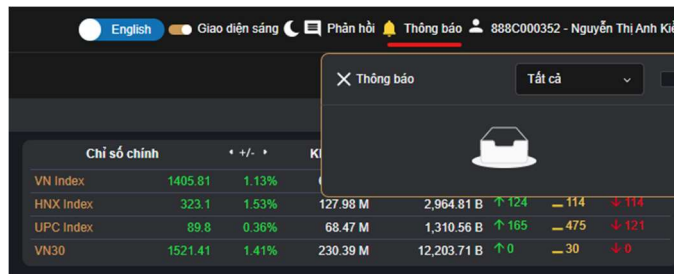 English Giao diện sáng Phản hồi Thông báo 888C000352 - Nguyễn Thị Anh
Thông báo Tất cả
Chỉ số chính +/-
VN Index 1405.81 1.13%
HNX Index 323.1 1.53% 127.98 M 2,964.81 B 124 114 114
UPC Index 89.8 0.36% 68.47 M 1,310.56 B 165 475 121
VN30 1521.41 1.41% 230.39 M 12,203.71 B 0 30 0